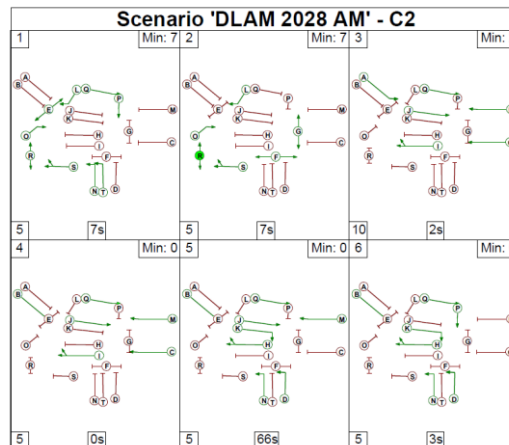 Scenario 'DLAM 2028 AM' - C2
1 Min: 7 2 Min: 7 3 Min:
A B E L Q P J K M O H G C I R F S N T D
A B E L Q P J K M O H G C I R F S N T D
A B E L Q P J K M O H G C I R F S N T D
5 7s 5 7s 10 2s
4 Min: 0 5 Min: 0 6 Min:
A B E L Q P J K M O H G C I R F S N T D
A B E L Q P J K M O H G C I R F S N T D
A B E L Q P J K O H G I R F S N T D
5 0s 5 66s 5 3s